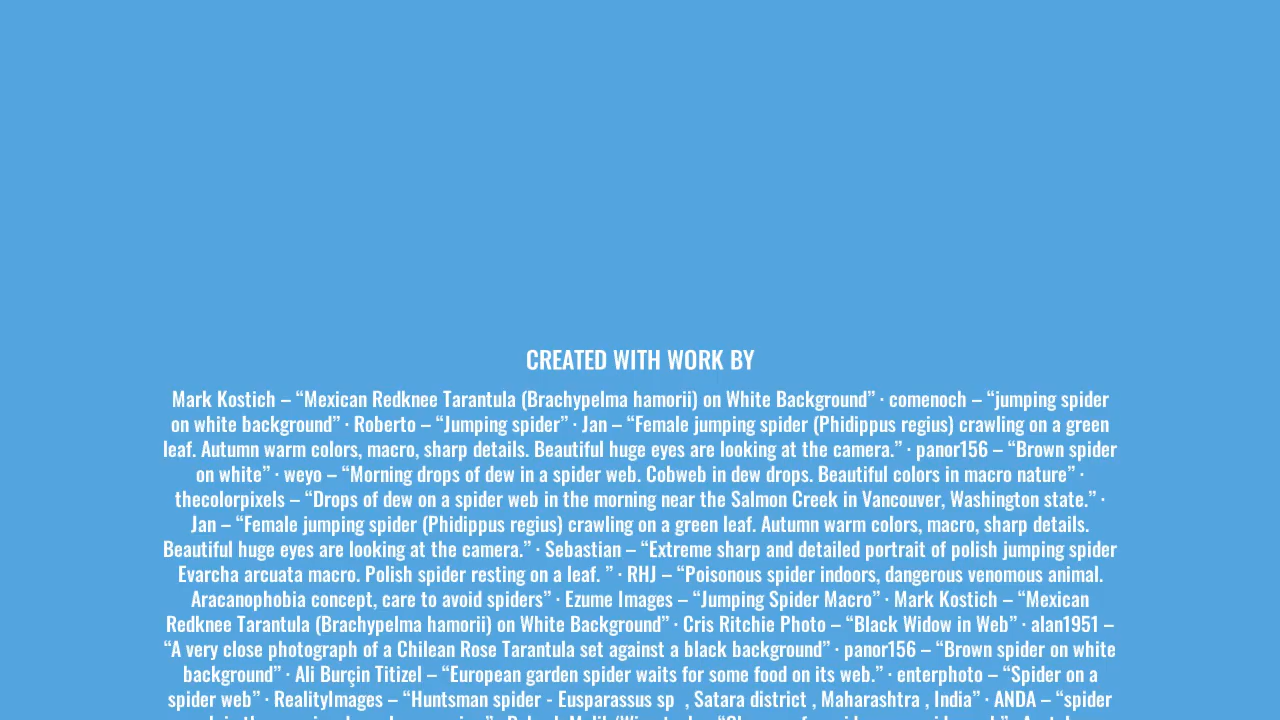 CREATED WITH WORK BY
Mark Kostich – “Mexican Redknee Tarantula (Brachypelma hamorii) on White Background” · comenoch – “jumping spider
on white background” · Roberto – “Jumping spider” · Jan – “Female jumping spider (Phidippus regius) crawling on a green
leaf. Autumn warm colors, macro, sharp details. Beautiful huge eyes are looking at the camera.” · panor156 – “Brown spider
on white” · weyo – “Morning drops of dew in a spider web. Cobweb in dew drops. Beautiful colors in macro nature” ·
thecolorpixels – “Drops of dew on a spider web in the morning near the Salmon Creek in Vancouver, Washington state.” ·
Jan – “Female jumping spider (Phidippus regius) crawling on a green leaf. Autumn warm colors, macro, sharp details.
Beautiful huge eyes are looking at the camera.” · Sebastian – “Extreme sharp and detailed portrait of polish jumping spider
Evarcha arcuata macro. Polish spider resting on a leaf. ” · RHJ – “Poisonous spider indoors, dangerous venomous animal.
Aracanophobia concept, care to avoid spiders” · Ezume Images – “Jumping Spider Macro” · Mark Kostich – “Mexican
Redknee Tarantula (Brachypelma hamorii) on White Background” · Cris Ritchie Photo – “Black Widow in Web” · alan1951 –
“A very close photograph of a Chilean Rose Tarantula set against a black background” · panor156 – “Brown spider on white
background” · Ali Burçin Titizel – “European garden spider waits for some food on its web.” · enterphoto – “Spider on a
spider web” · RealityImages – “Huntsman spider - Eusparassus sp , Satara district , Maharashtra , India” · ANDA – “spider